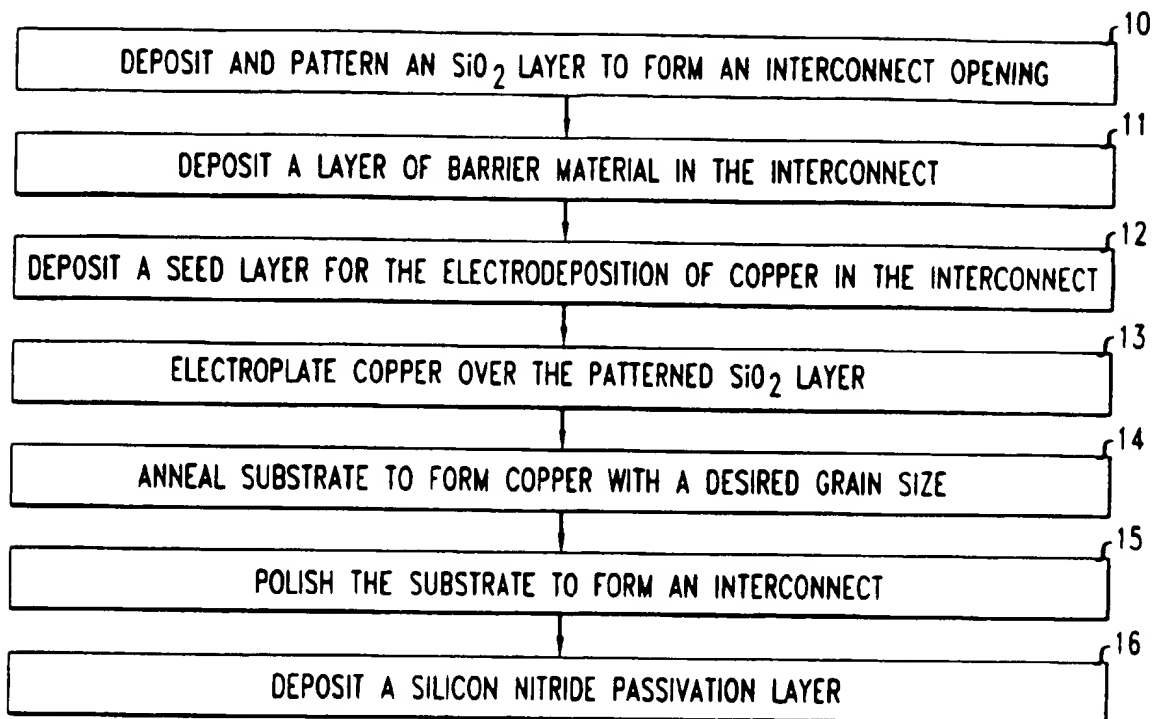 10
DEPOSIT AND PATTERN AN SiO2 LAYER TO FORM AN INTERCONNECT OPENING
11
DEPOSIT A LAYER OF BARRIER MATERIAL IN THE INTERCONNECT
12
DEPOSIT A SEED LAYER FOR THE ELECTRODEPOSITION OF COPPER IN THE INTERCONNECT
13
ELECTROPLATE COPPER OVER THE PATTERNED SiO2 LAYER
14
ANNEAL SUBSTRATE TO FORM COPPER WITH A DESIRED GRAIN SIZE
15
POLISH THE SUBSTRATE TO FORM AN INTERCONNECT
16
DEPOSIT A SILICON NITRIDE PASSIVATION LAYER